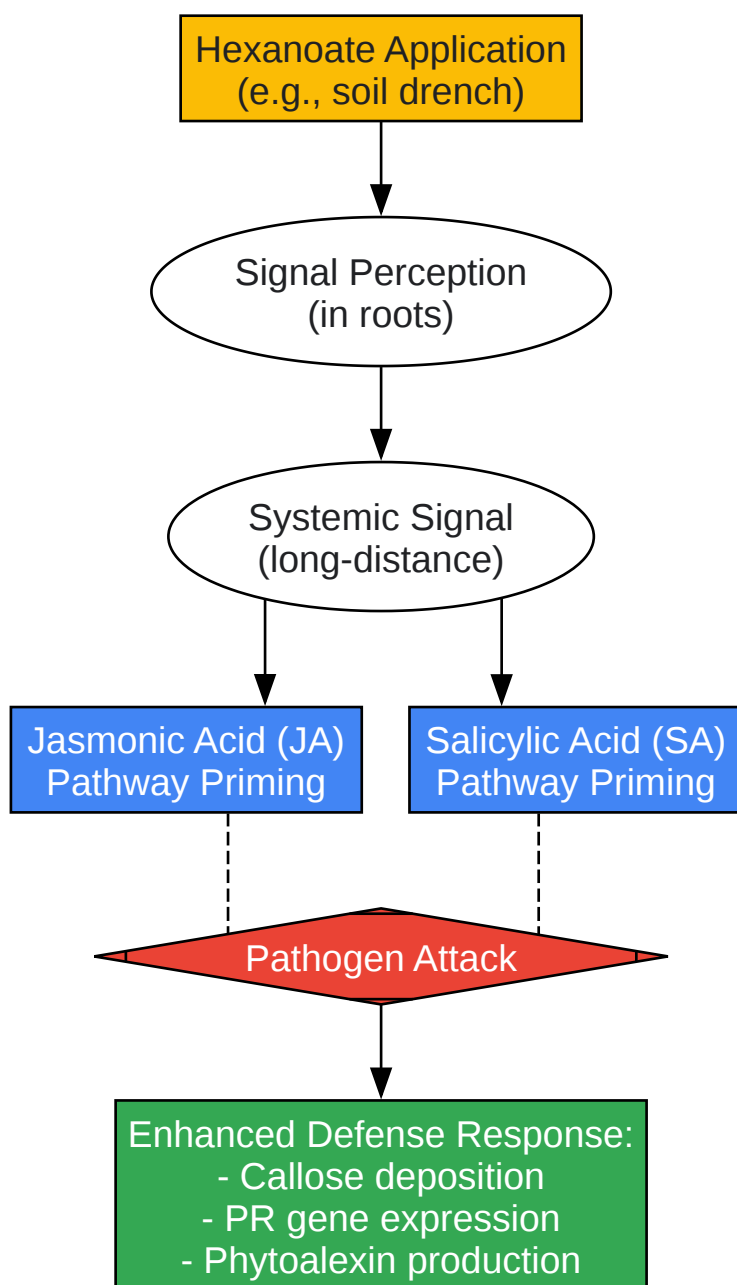 Hexanoate Application
(e.g., soil drench)
Signal Perception
(in roots)
Systemic Signal
(long-distance)
Jasmonic Acid (JA)
Pathway Priming
Salicylic Acid (SA)
Pathway Priming
Pathogen Attack
Enhanced Defense Response:
- Callose deposition
- PR gene expression
- Phytoalexin production